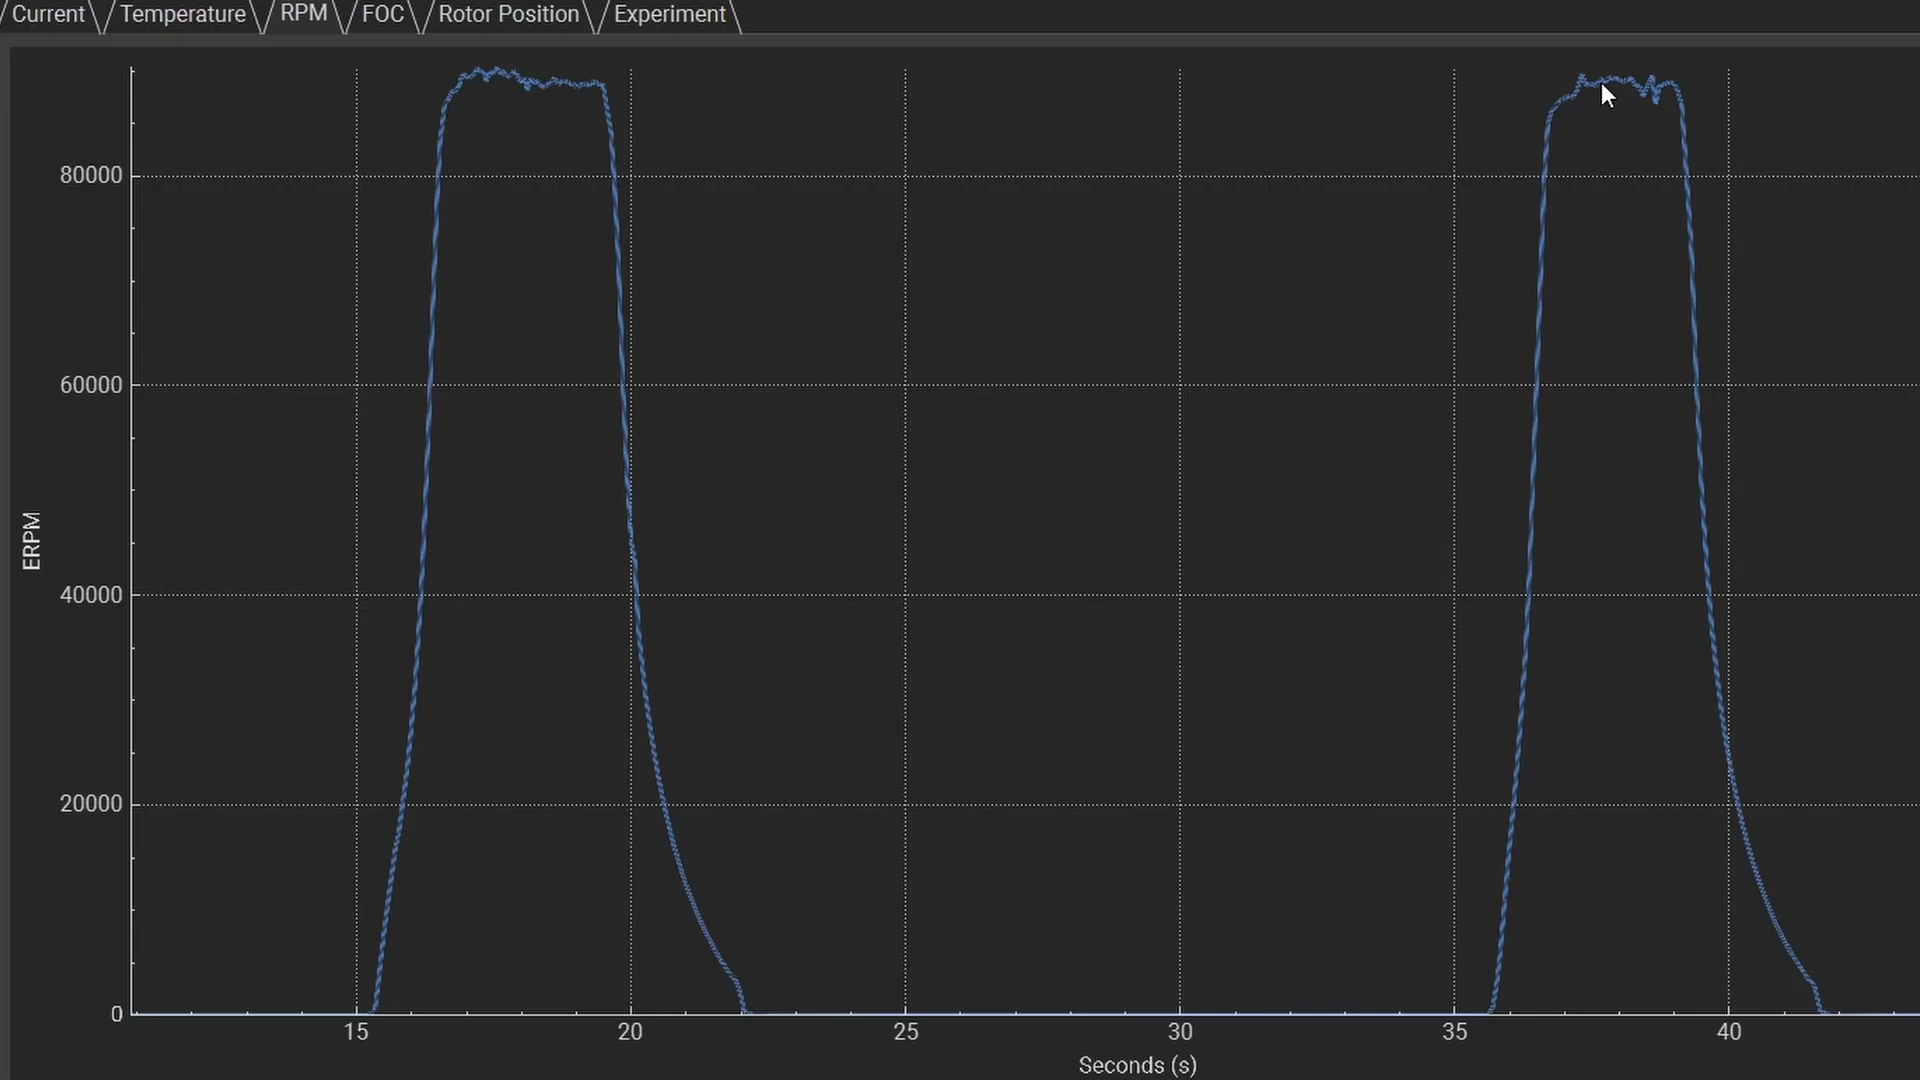 Current Temperature RPM FOC Rotor Position Experiment
80000
60000
ERPM
40000
20000
0
15 20 25 30 35 40
Seconds (s)